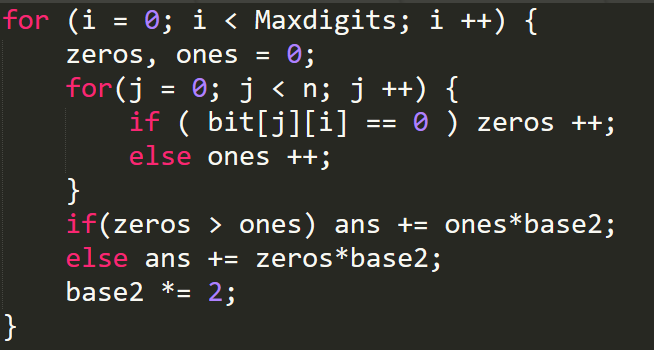 for (i = 0; i < Maxdigits; i ++) {
    zeros, ones = 0;
    for(j = 0; j < n; j ++) {
        if ( bit[j][i] == 0 ) zeros ++;
        else ones ++;
    }
    if(zeros > ones) ans += ones*base2;
    else ans += zeros*base2;
    base2 *= 2;
}